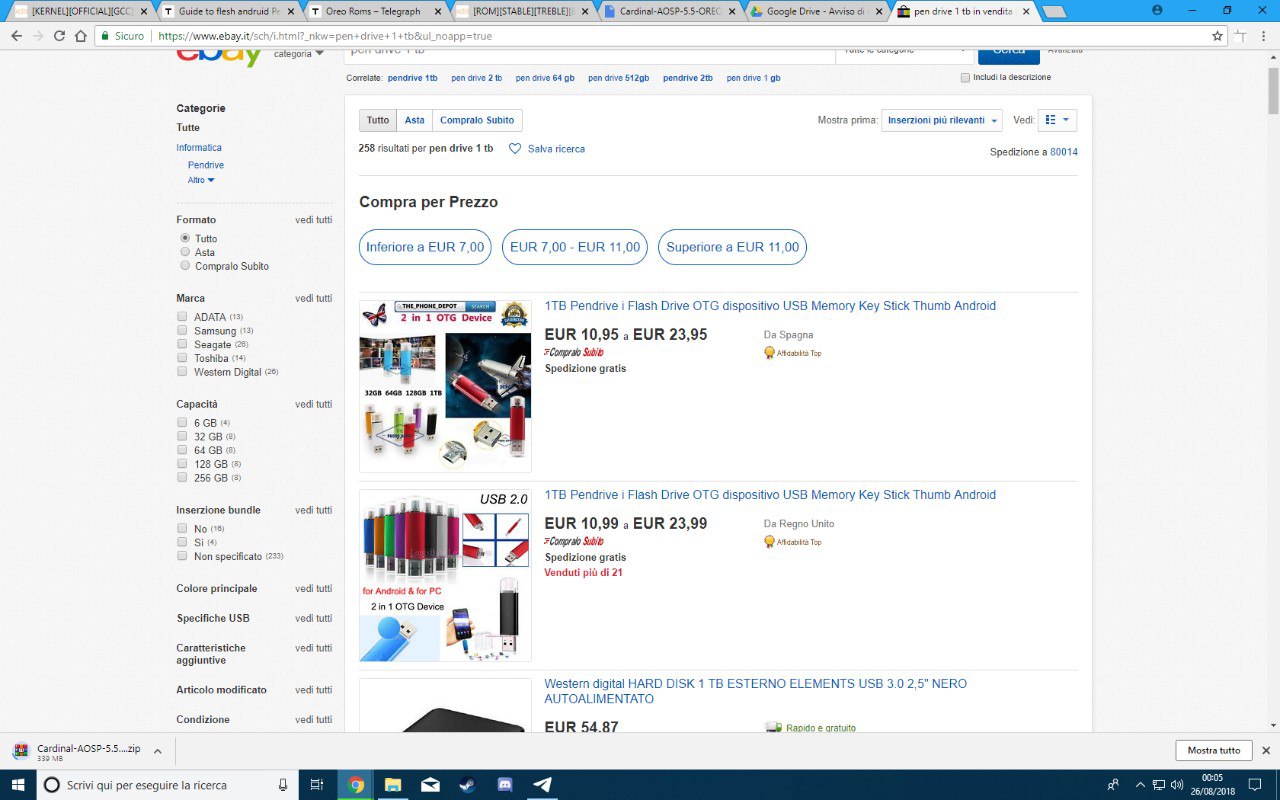 [KERNEL][OFFICIAL][GCC]
Guide to flesh android Pe
Oreo Roms – Telegraph
[ROM][STABLE][TREBLE][
Cardinal-AOSP-5.5-OREO
Google Drive - Avviso di
pen drive 1 tb in vendita
Sicuro
https://www.ebay.it/sch/i.html?_nkw=pen+drive+1+tb&ul_noapp=true
ebay
categoria
pen drive 1 tb
Tutte le categorie
Cerca
Avanzata
Correlate: pendrive 1tb pen drive 2 tb pen drive 64 gb pen drive 512gb pendrive 2tb pen drive 1 gb
Includi la descrizione
Categorie
Tutte
Informatica
Pendrive
Altro
Formato vedi tutti
Tutto
Asta
Compralo Subito
Marca vedi tutti
ADATA (13)
Samsung (13)
Seagate (26)
Toshiba (14)
Western Digital (26)
Capacità vedi tutti
6 GB (4)
32 GB (8)
64 GB (8)
128 GB (8)
256 GB (8)
Inserzione bundle vedi tutti
No (16)
Sì (4)
Non specificato (233)
Colore principale vedi tutti
Specifiche USB vedi tutti
Caratteristiche vedi tutti
aggiuntive
Articolo modificato vedi tutti
Condizione vedi tutti
Tutto Asta Compralo Subito
Mostra prima: Inserzioni più rilevanti Vedi:
258 risultati per pen drive 1 tb Salva ricerca
Spedizione a 80014
Compra per Prezzo
Inferiore a EUR 7,00 EUR 7,00 - EUR 11,00 Superiore a EUR 11,00
THE_PHONE_DEPOT SEARCH
2 in 1 OTG Device
32GB 64GB 128GB 1TB
1TB Pendrive i Flash Drive OTG dispositivo USB Memory Key Stick Thumb Android
EUR 10,95 a EUR 23,95 Da Spagna
Compralo Subito Affidabilità Top
Spedizione gratis
USB 2.0
for Android & for PC
2 in 1 OTG Device
1TB Pendrive i Flash Drive OTG dispositivo USB Memory Key Stick Thumb Android
EUR 10,99 a EUR 23,99 Da Regno Unito
Compralo Subito Affidabilità Top
Spedizione gratis
Venduti più di 21
Western digital HARD DISK 1 TB ESTERNO ELEMENTS USB 3.0 2,5" NERO
AUTOALIMENTATO
EUR 54,87 Rapido e gratuito
Cardinal-AOSP-5.5....zip
339 MB
Mostra tutto
Scrivi qui per eseguire la ricerca
00:05
26/08/2018